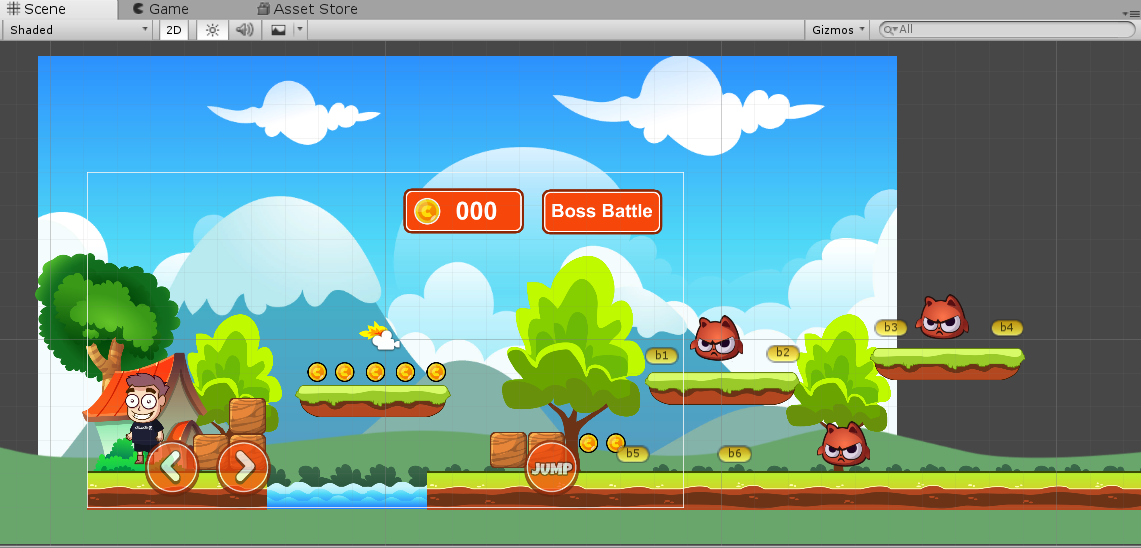 Scene
Game
Asset Store
Shaded
2D
Gizmos
All
000
Boss Battle
b3
b4
b1
b2
b5
b6
JUMP